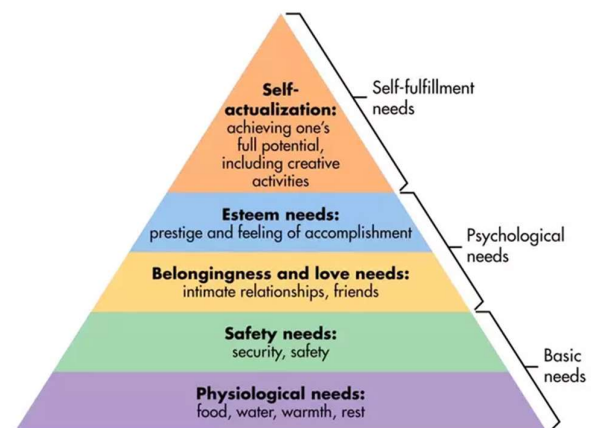 Self-
actualization:
achieving one's
full potential,
including creative
activities
Self-fulfillment
needs
Esteem needs:
prestige and feeling of accomplishment
Psychological
needs
Belongingness and love needs:
intimate relationships, friends
Safety needs:
security, safety
Basic
needs
Physiological needs:
food, water, warmth, rest